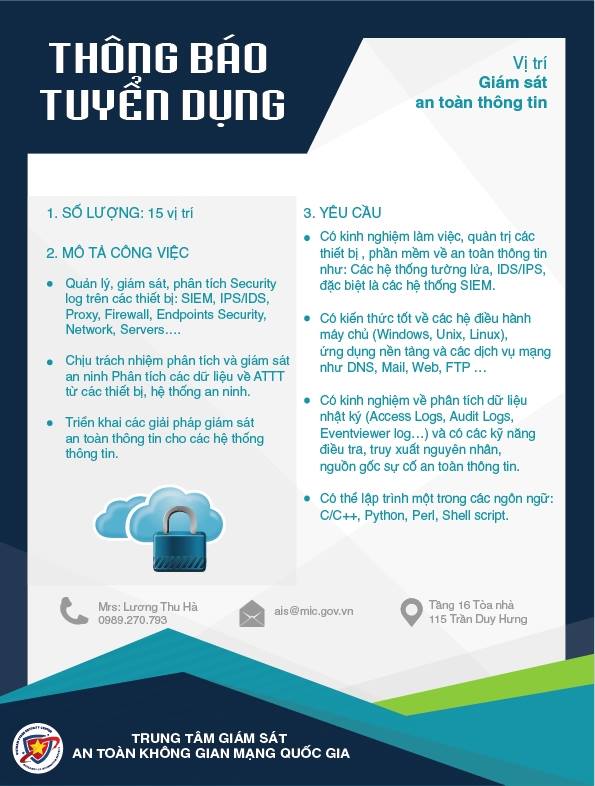 THÔNG BÁO
TUYỂN DỤNG
Vị trí
Giám sát
an toàn thông tin
1. SỐ LƯỢNG: 15 vị trí
2. MÔ TẢ CÔNG VIỆC
Quản lý, giám sát, phân tích Security
log trên các thiết bị: SIEM, IPS/IDS,
Proxy, Firewall, Endpoints Security,
Network, Servers....
Chịu trách nhiệm phân tích và giám sát
an ninh Phân tích các dữ liệu về ATTT
từ các thiết bị, hệ thống an ninh.
Triển khai các giải pháp giám sát
an toàn thông tin cho các hệ thống
thông tin.
3. YÊU CẦU
Có kinh nghiệm làm việc, quản trị các
thiết bị , phần mềm về an toàn thông tin
như: Các hệ thống tường lửa, IDS/IPS,
đặc biệt là các hệ thống SIEM.
Có kiến thức tốt về các hệ điều hành
máy chủ (Windows, Unix, Linux),
ứng dụng nền tảng và các dịch vụ mạng
như DNS, Mail, Web, FTP ...
Có kinh nghiệm về phân tích dữ liệu
nhật ký (Access Logs, Audit Logs,
Eventviewer log...) và có các kỹ năng
điều tra, truy xuất nguyên nhân,
nguồn gốc sự cố an toàn thông tin.
Có thể lập trình một trong các ngôn ngữ:
C/C++, Python, Perl, Shell script.
Mrs: Lương Thu Hà
0989.270.793
ais@mic.gov.vn
Tầng 16 Tòa nhà
115 Trần Duy Hưng
TRUNG TÂM GIÁM SÁT
AN TOÀN KHÔNG GIAN MẠNG QUỐC GIA